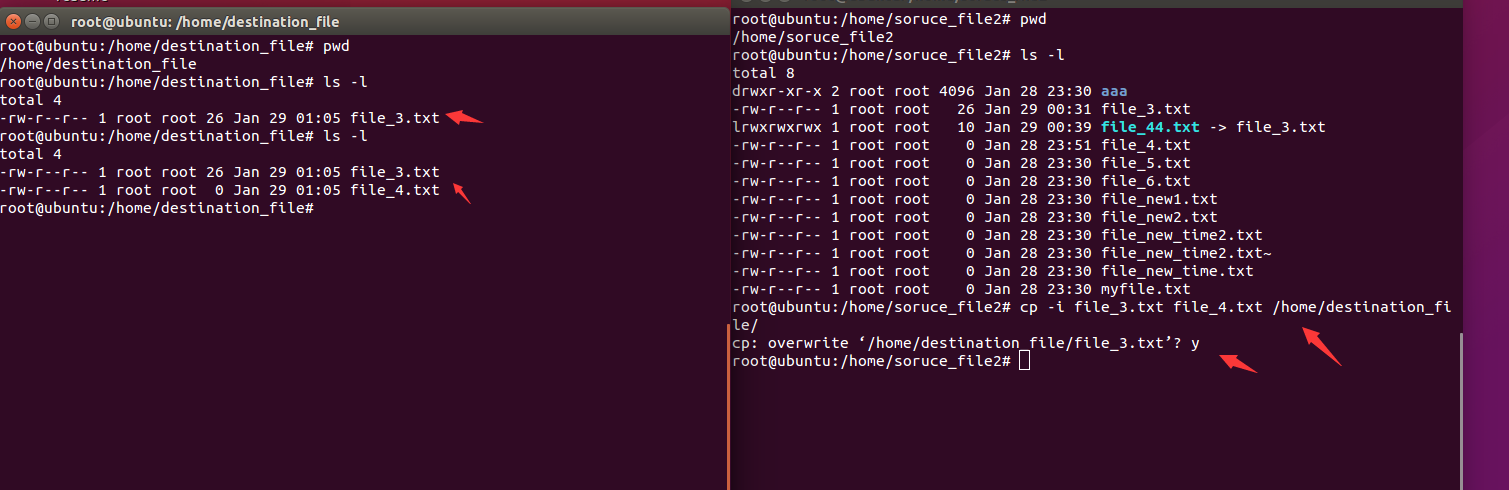 root@ubuntu: /home/destination_file
root@ubuntu:/home/destination_file# pwd
/home/destination_file
root@ubuntu:/home/destination_file# ls -l
total 4
-rw-r--r-- 1 root root 26 Jan 29 01:05 file_3.txt
root@ubuntu:/home/destination_file# ls -l
total 4
-rw-r--r-- 1 root root 26 Jan 29 01:05 file_3.txt
-rw-r--r-- 1 root root  0 Jan 29 01:05 file_4.txt
root@ubuntu:/home/destination_file#
root@ubuntu:/home/soruce_file2# pwd
/home/soruce_file2
root@ubuntu:/home/soruce_file2# ls -l
total 8
drwxr-xr-x 2 root root 4096 Jan 28 23:30 aaa
-rw-r--r-- 1 root root   26 Jan 29 00:31 file_3.txt
lrwxrwxrwx 1 root root   10 Jan 29 00:39 file_44.txt -> file_3.txt
-rw-r--r-- 1 root root    0 Jan 28 23:51 file_4.txt
-rw-r--r-- 1 root root    0 Jan 28 23:30 file_5.txt
-rw-r--r-- 1 root root    0 Jan 28 23:30 file_6.txt
-rw-r--r-- 1 root root    0 Jan 28 23:30 file_new1.txt
-rw-r--r-- 1 root root    0 Jan 28 23:30 file_new2.txt
-rw-r--r-- 1 root root    0 Jan 28 23:30 file_new_time2.txt
-rw-r--r-- 1 root root    0 Jan 28 23:30 file_new_time2.txt~
-rw-r--r-- 1 root root    0 Jan 28 23:30 file_new_time.txt
-rw-r--r-- 1 root root    0 Jan 28 23:30 myfile.txt
root@ubuntu:/home/soruce_file2# cp -i file_3.txt file_4.txt /home/destination_fi
le/
cp: overwrite ‘/home/destination_file/file_3.txt’? y
root@ubuntu:/home/soruce_file2#